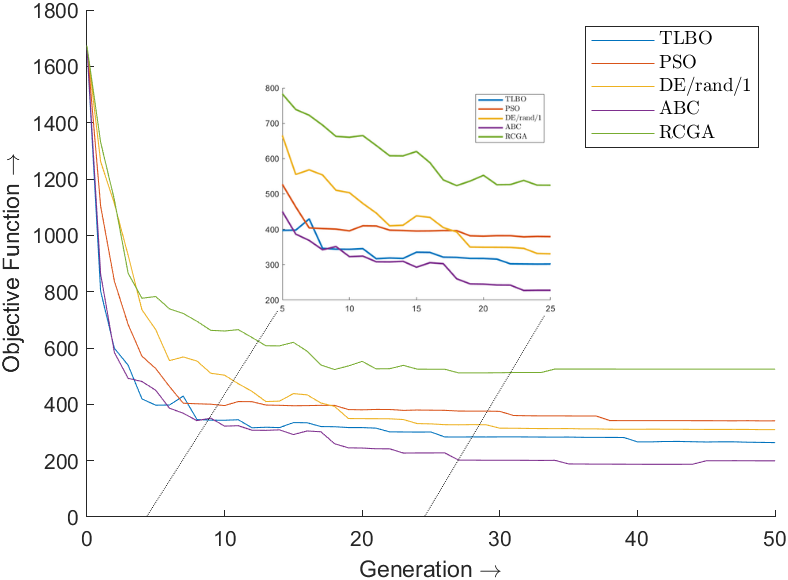 1800
1600
1400
1200
1000
800
600
400
200
0
Objective Function →
0
10
20
30
40
50
Generation →
TLBO
PSO
DE/rand/1
ABC
RCGA
800
700
600
500
400
300
200
5
10
15
20
25
TLBO
PSO
DE/rand/1
ABC
RCGA